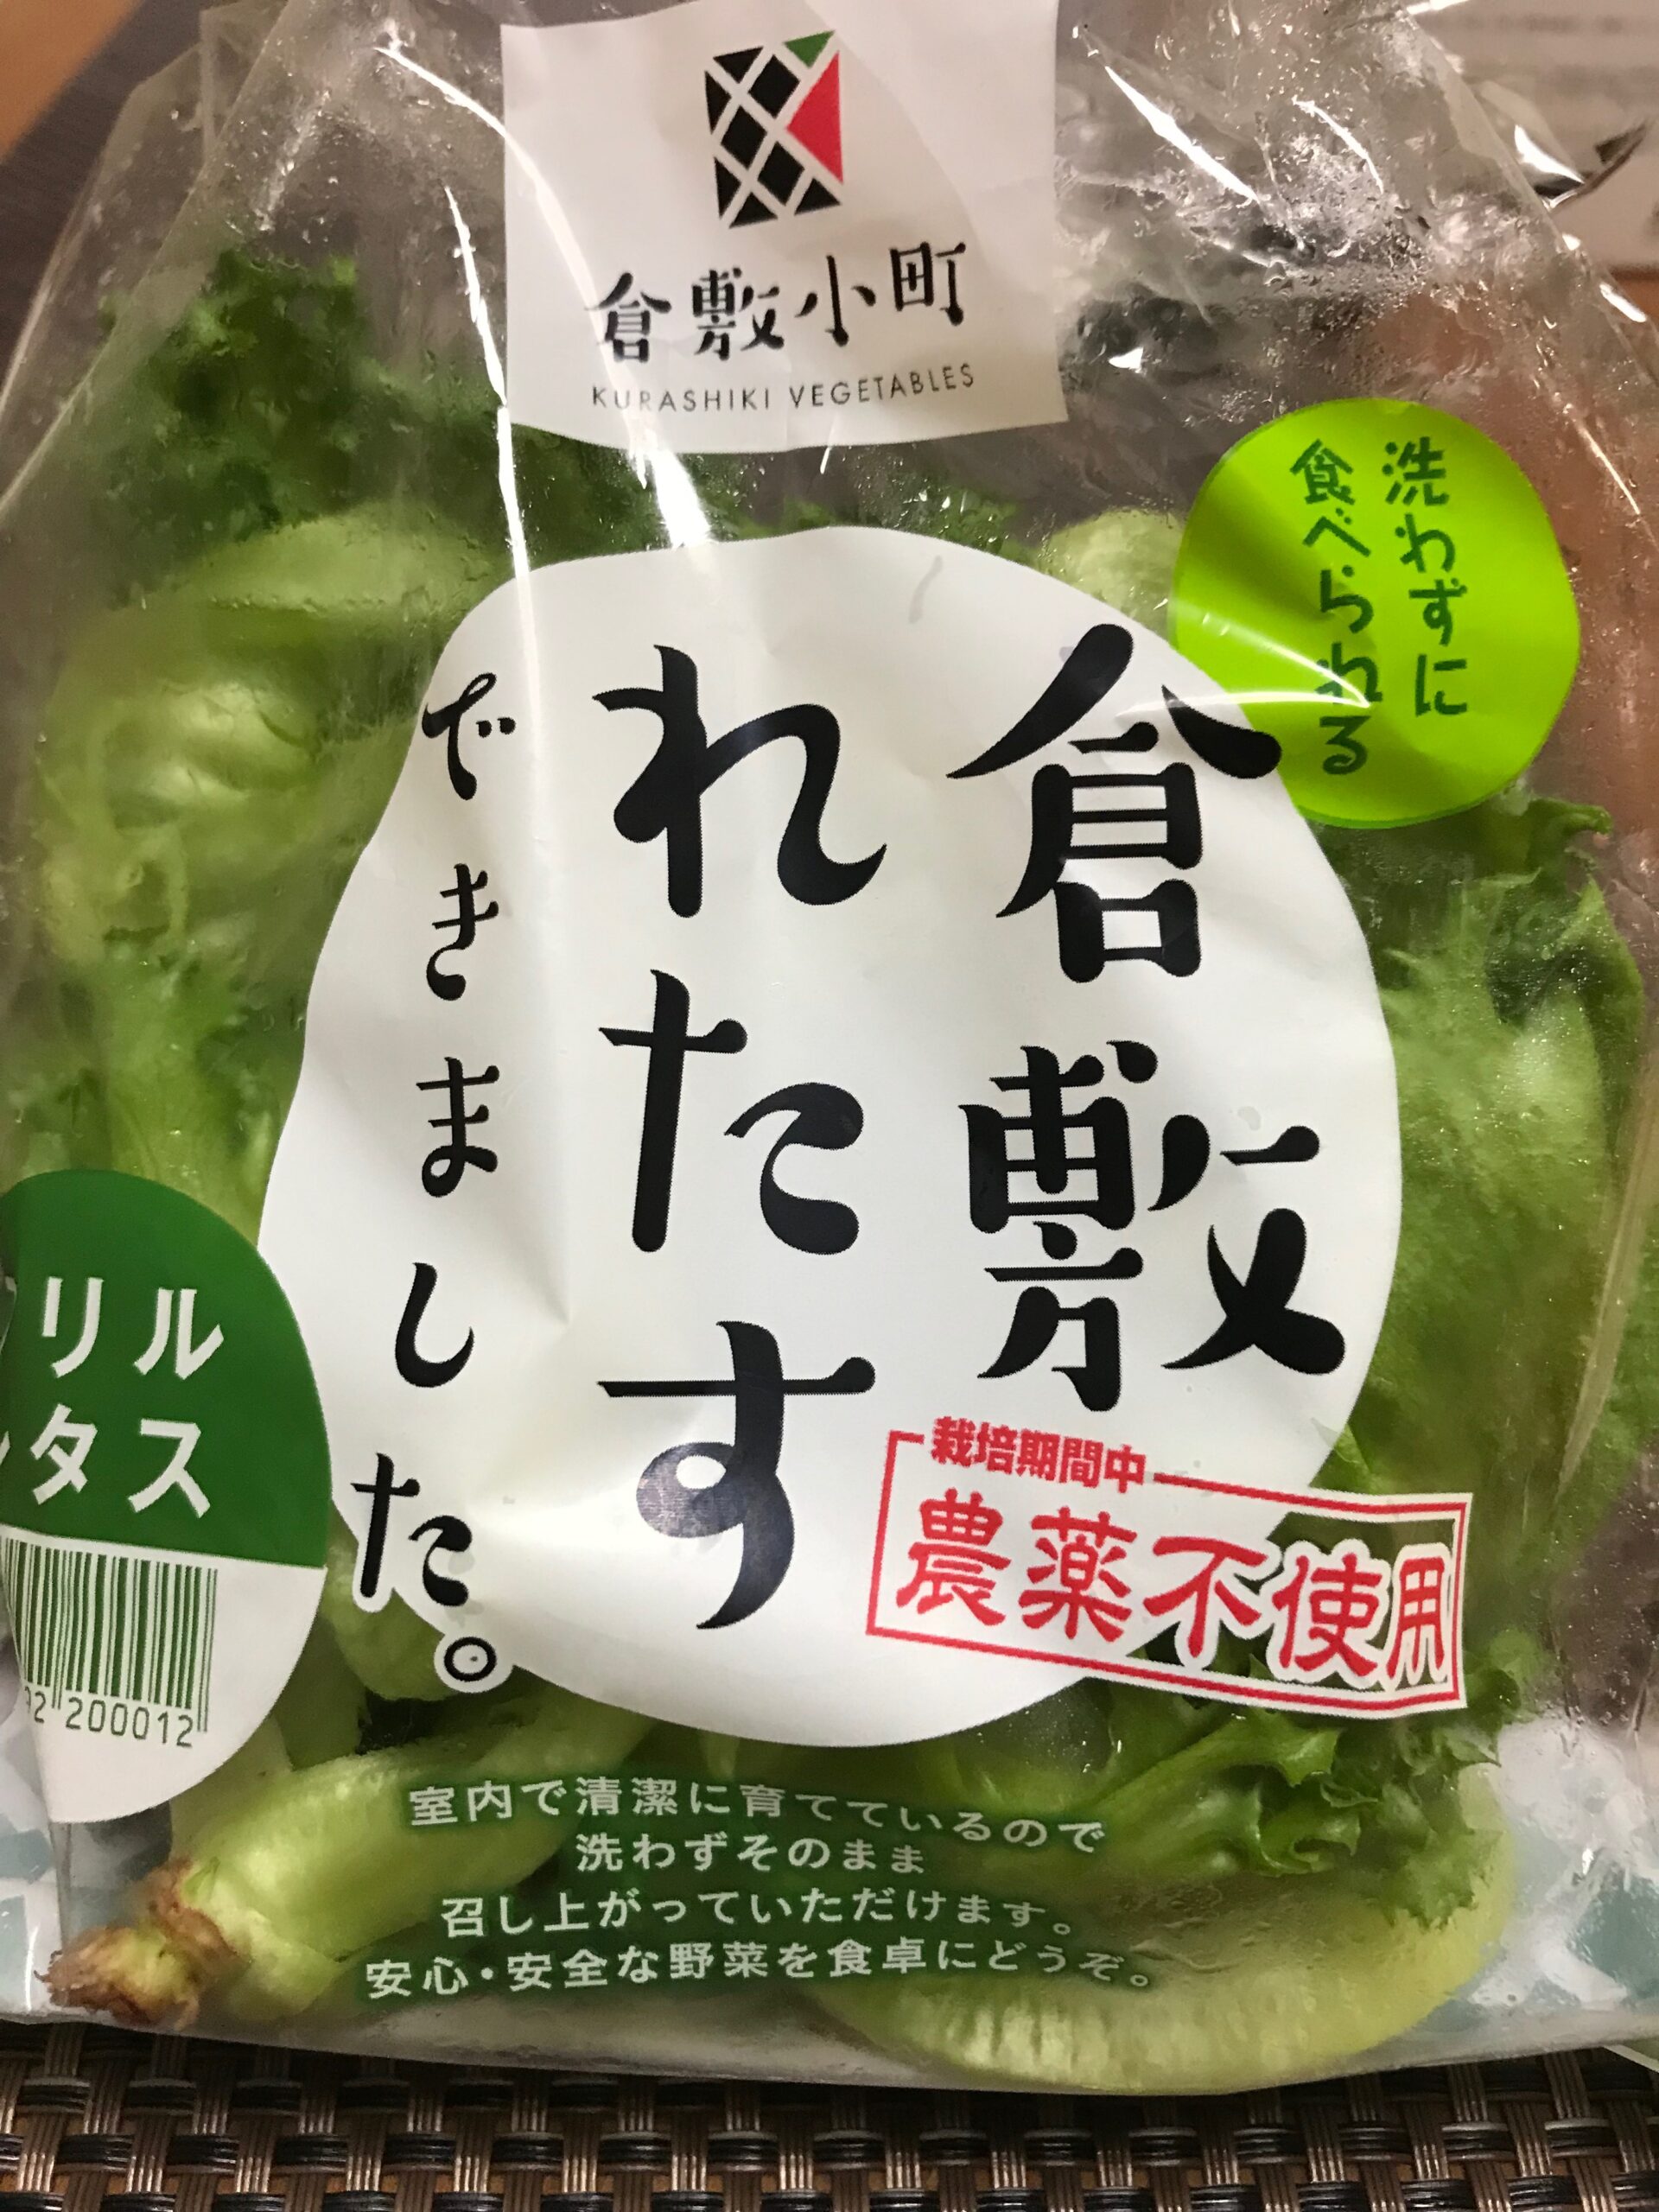 倉敷小町
KURASHIKI VEGETABLES
洗わずに
食べられる
倉敷
れたす
できました。
栽培期間中
農薬不使用
リル
タス
200012
室内で清潔に育てているので
洗わずそのまま
召し上がっていただけます。
安心・安全な野菜を食卓にどうぞ。